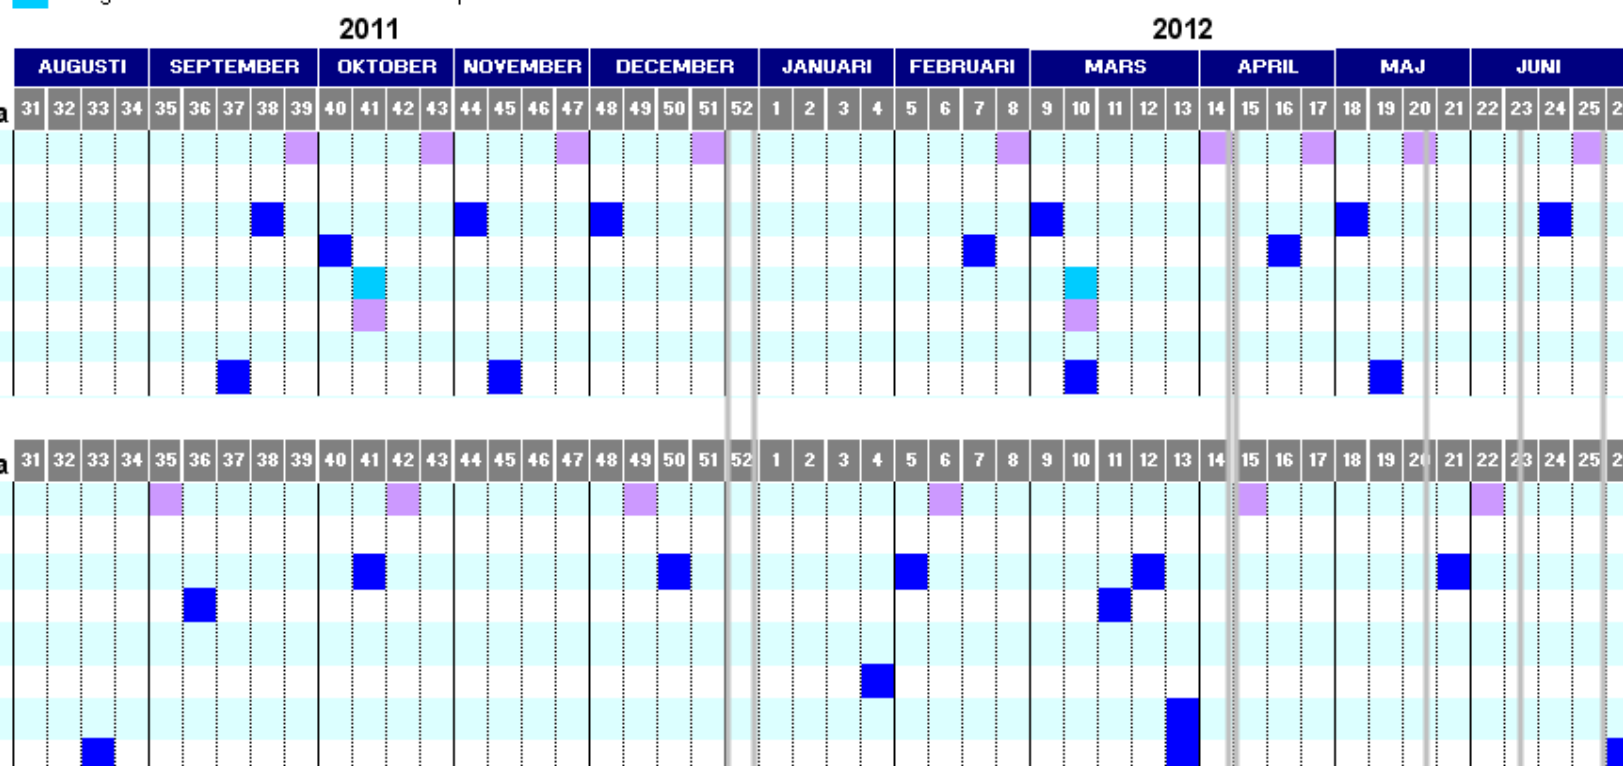 2011 2012
AUGUSTI SEPTEMBER OKTOBER NOVEMBER DECEMBER JANUARI FEBRUARI MARS APRIL MAJ JUNI
a 31 32 33 34 35 36 37 38 39 40 41 42 43 44 45 46 47 48 49 50 51 52 1 2 3 4 5 6 7 8 9 10 11 12 13 14 15 16 17 18 19 20 21 22 23 24 25 2
a 31 32 33 34 35 36 37 38 39 40 41 42 43 44 45 46 47 48 49 50 51 52 1 2 3 4 5 6 7 8 9 10 11 12 13 14 15 16 17 18 19 20 21 22 23 24 25 2